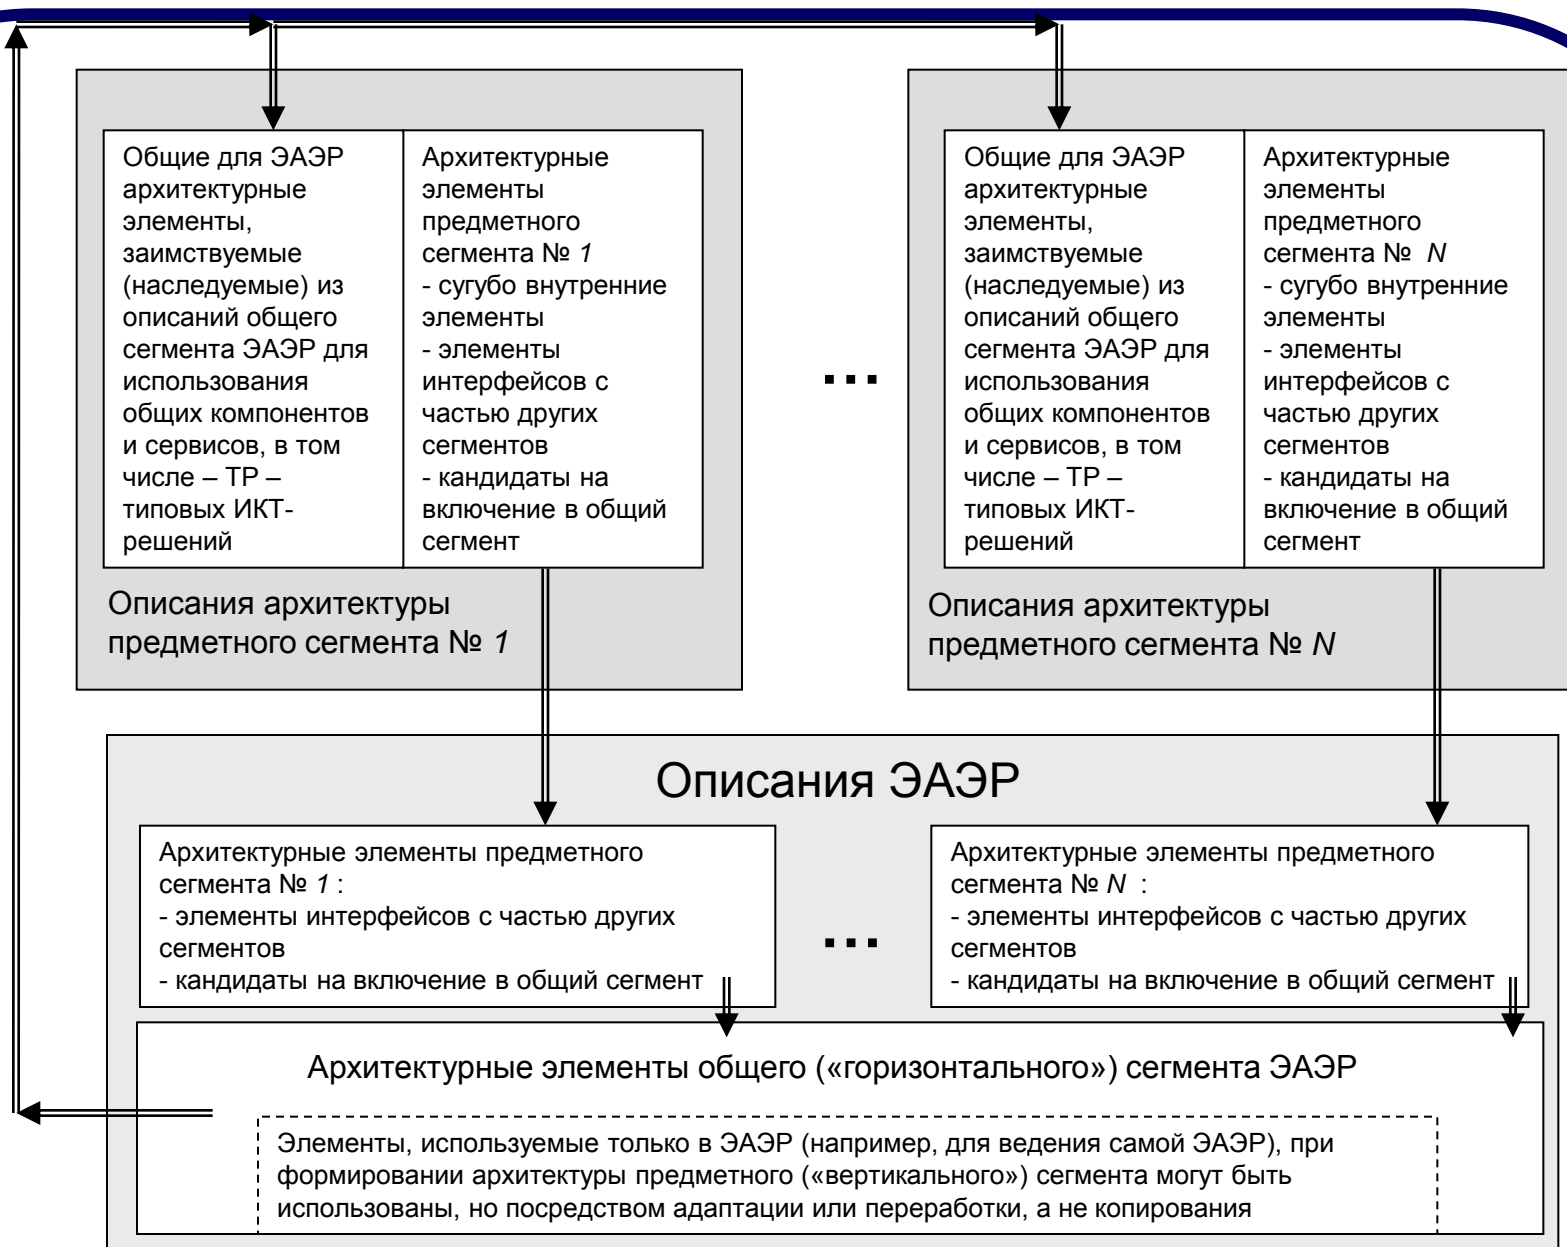 Общие для ЭАЭР
архитектурные
элементы,
заимствуемые
(наследуемые) из
описаний общего
сегмента ЭАЭР для
использования
общих компонентов
и сервисов, в том
числе – ТР –
типовых ИКТ-
решений
Архитектурные
элементы
предметного
сегмента № 1
- сугубо внутренние
элементы
- элементы
интерфейсов с
частью других
сегментов
- кандидаты на
включение в общий
сегмент
Описания архитектуры
предметного сегмента № 1
...
Общие для ЭАЭР
архитектурные
элементы,
заимствуемые
(наследуемые) из
описаний общего
сегмента ЭАЭР для
использования
общих компонентов
и сервисов, в том
числе – ТР –
типовых ИКТ-
решений
Архитектурные
элементы
предметного
сегмента № N
- сугубо внутренние
элементы
- элементы
интерфейсов с
частью других
сегментов
- кандидаты на
включение в общий
сегмент
Описания архитектуры
предметного сегмента № N
Описания ЭАЭР
Архитектурные элементы предметного
сегмента № 1 :
- элементы интерфейсов с частью других
сегментов
- кандидаты на включение в общий сегмент
...
Архитектурные элементы предметного
сегмента № N :
- элементы интерфейсов с частью других
сегментов
- кандидаты на включение в общий сегмент
Архитектурные элементы общего («горизонтального») сегмента ЭАЭР
Элементы, используемые только в ЭАЭР (например, для ведения самой ЭАЭР), при
формировании архитектуры предметного («вертикального») сегмента могут быть
использованы, но посредством адаптации или переработки, а не копирования